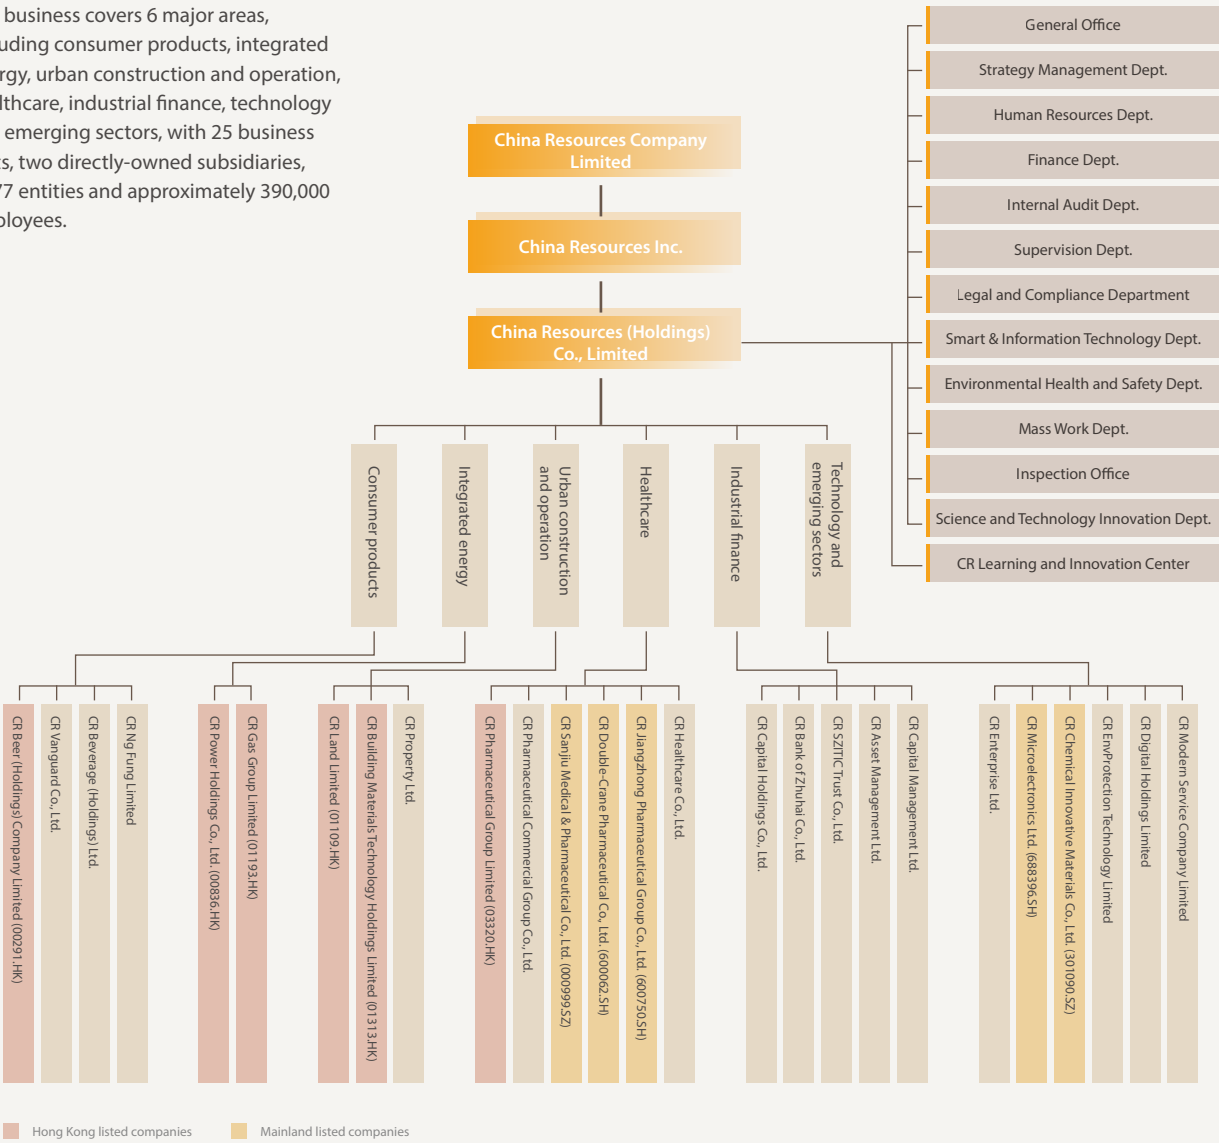 business covers 6 major areas,
consumer products, integrated
urban construction and operation,
industrial finance, technology
emerging sectors, with 25 business
two directly-owned subsidiaries,
entities and approximately 390,000
China Resources Company
Limited
China Resources Inc.
China Resources (Holdings)
Co., Limited
General Office
Strategy Management Dept.
Human Resources Dept.
Finance Dept.
Internal Audit Dept.
Supervision Dept.
Legal and Compliance Department
Smart & Information Technology Dept.
Environmental Health and Safety Dept.
Mass Work Dept.
Inspection Office
Science and Technology Innovation Dept.
CR Learning and Innovation Center
Consumer products
Integrated energy
Urban construction
and operation
Healthcare
Industrial finance
Technology and
emerging sectors
CR Beer (Holdings) Company Limited (00291.HK)
CR Vanguard Co., Ltd.
CR Beverage (Holdings) Ltd.
CR Ng Fung Limited
CR Power Holdings Co., Ltd. (00836.HK)
CR Gas Group Limited (01193.HK)
CR Land Limited (01109.HK)
CR Building Materials Technology Holdings Limited (01313.HK)
CR Property Ltd.
CR Pharmaceutical Group Limited (03320.HK)
CR Pharmaceutical Commercial Group Co., Ltd.
CR Sanjiu Medical & Pharmaceutical Co., Ltd. (000999.SZ)
CR Double-Crane Pharmaceutical Co., Ltd. (600062.SH)
CR Jiangzhong Pharmaceutical Group Co., Ltd. (600750.SH)
CR Healthcare Co., Ltd.
CR Capital Holdings Co., Ltd.
CR Bank of Zhuhai Co., Ltd.
CR SZITIC Trust Co., Ltd.
CR Asset Management Ltd.
CR Capital Management Ltd.
CR Enterprise Ltd.
CR Microelectronics Ltd. (688396.SH)
CR Chemical Innovative Materials Co., Ltd. (301090.SZ)
CR EnvProtection Technology Limited
CR Digital Holdings Limited
CR Modern Service Company Limited
Hong Kong listed companies
Mainland listed companies